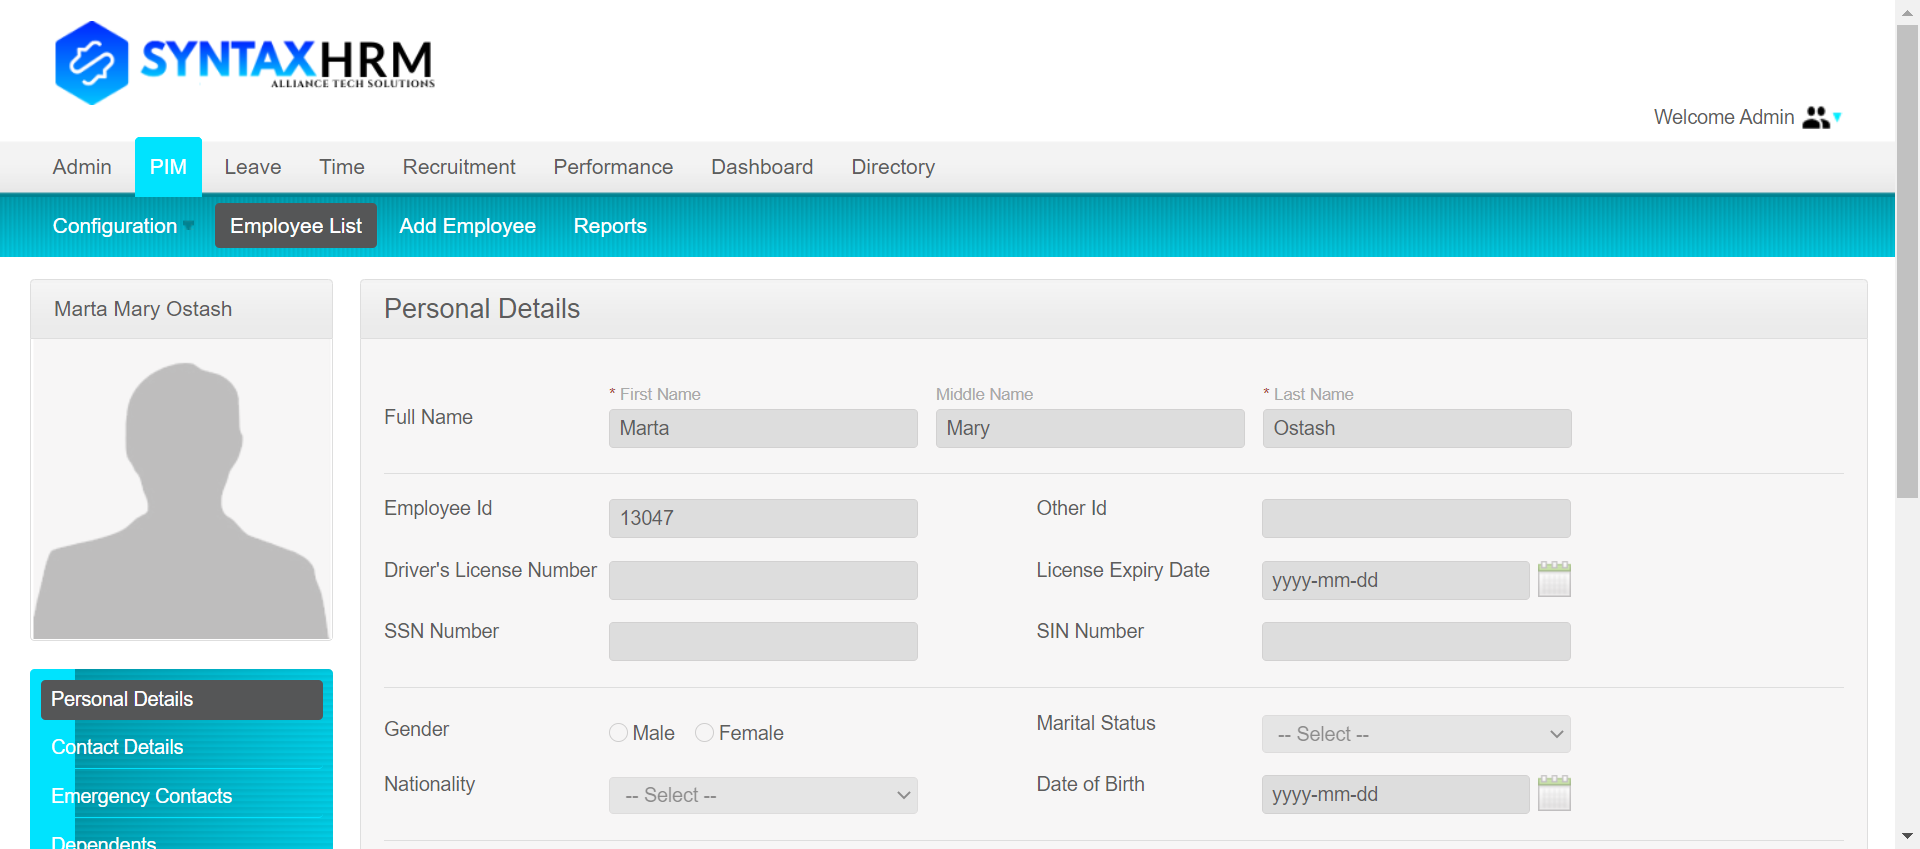 SYNTAXHRM
ALLIANCE TECH SOLUTIONS
Welcome Admin
Admin PIM Leave Time Recruitment Performance Dashboard Directory
Configuration Employee List Add Employee Reports
Marta Mary Ostash
Personal Details
* First Name Middle Name * Last Name
Full Name Marta Mary Ostash
Employee Id 13047 Other Id
Driver's License Number License Expiry Date yyyy-mm-dd
SSN Number SIN Number
Gender Male Female Marital Status -- Select --
Nationality -- Select -- Date of Birth yyyy-mm-dd
Personal Details
Contact Details
Emergency Contacts
Dependents